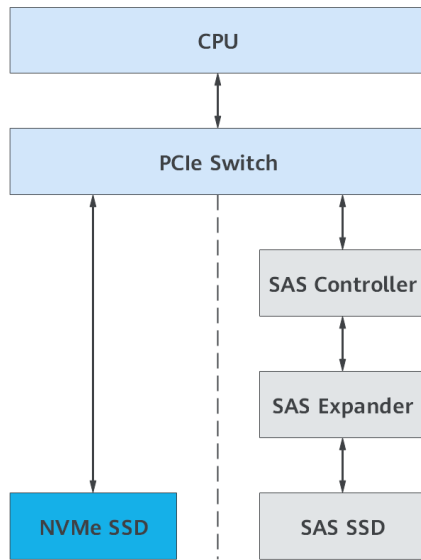 CPU
PCIe Switch
SAS Controller
SAS Expander
NVMe SSD
SAS SSD